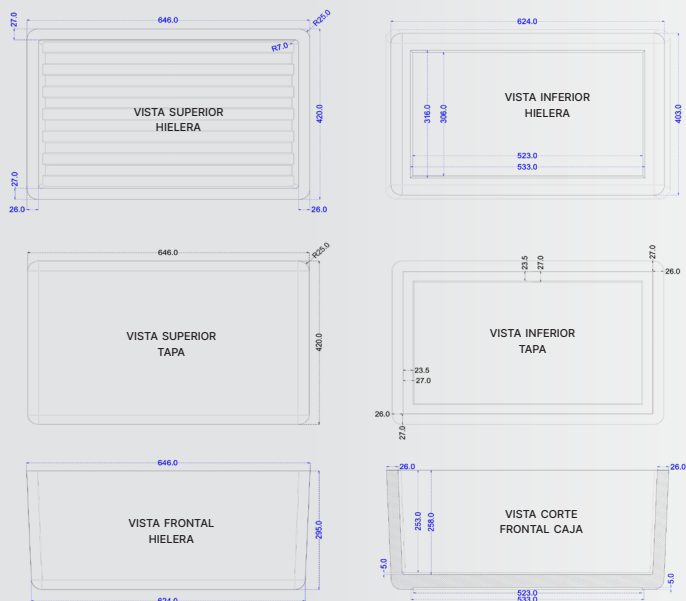 646.0
R25.0
27.0
R7.0
VISTA SUPERIOR
HIELERA
420.0
27.0
26.0
26.0
624.0
VISTA INFERIOR
HIELERA
316.0
306.0
403.0
523.0
533.0
646.0
R25.0
VISTA SUPERIOR
TAPA
420.0
23.5
27.0
27.0
26.0
VISTA INFERIOR
TAPA
23.5
27.0
26.0
27.0
646.0
VISTA FRONTAL
HIELERA
295.0
624.0
26.0
26.0
VISTA CORTE
FRONTAL CAJA
253.0
258.0
5.0
5.0
523.0
533.0